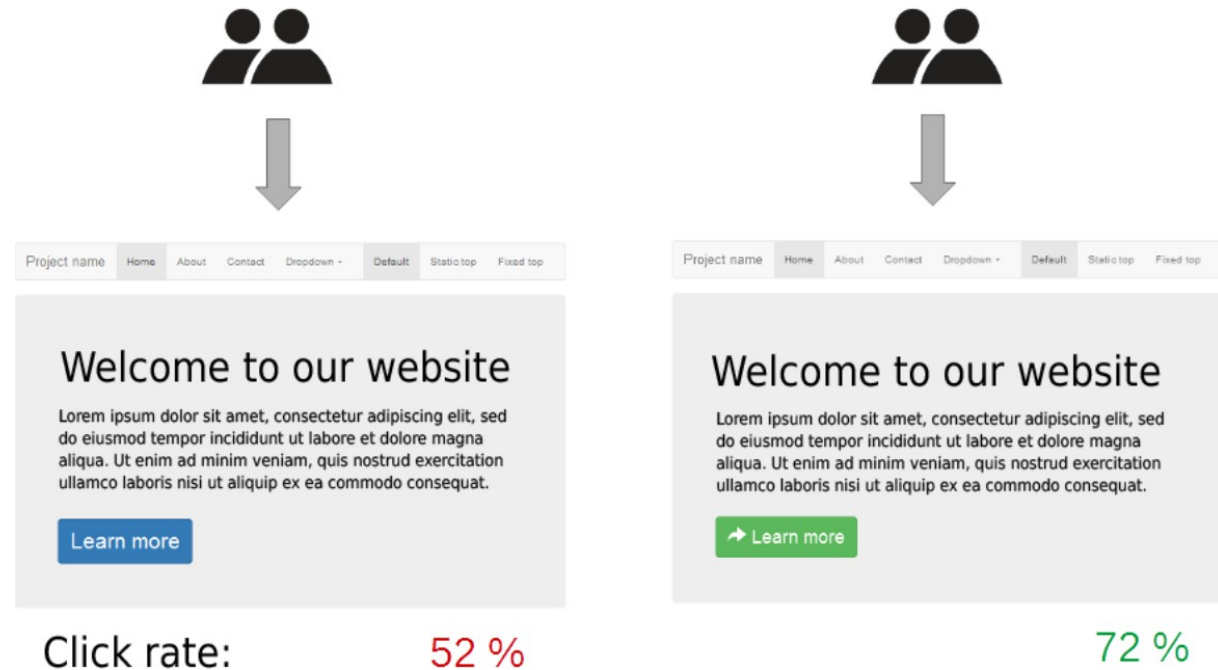 Project name Home About Contact Dropdown Default Static top Fixed top
Welcome to our website
Lorem ipsum dolor sit amet, consectetur adipiscing elit, sed
do eiusmod tempor incididunt ut labore et dolore magna
aliqua. Ut enim ad minim veniam, quis nostrud exercitation
ullamco laboris nisi ut aliquip ex ea commodo consequat.
Learn more
Click rate: 52 %
Project name Home About Contact Dropdown Default Static top Fixed top
Welcome to our website
Lorem ipsum dolor sit amet, consectetur adipiscing elit, sed
do eiusmod tempor incididunt ut labore et dolore magna
aliqua. Ut enim ad minim veniam, quis nostrud exercitation
ullamco laboris nisi ut aliquip ex ea commodo consequat.
Learn more
72 %